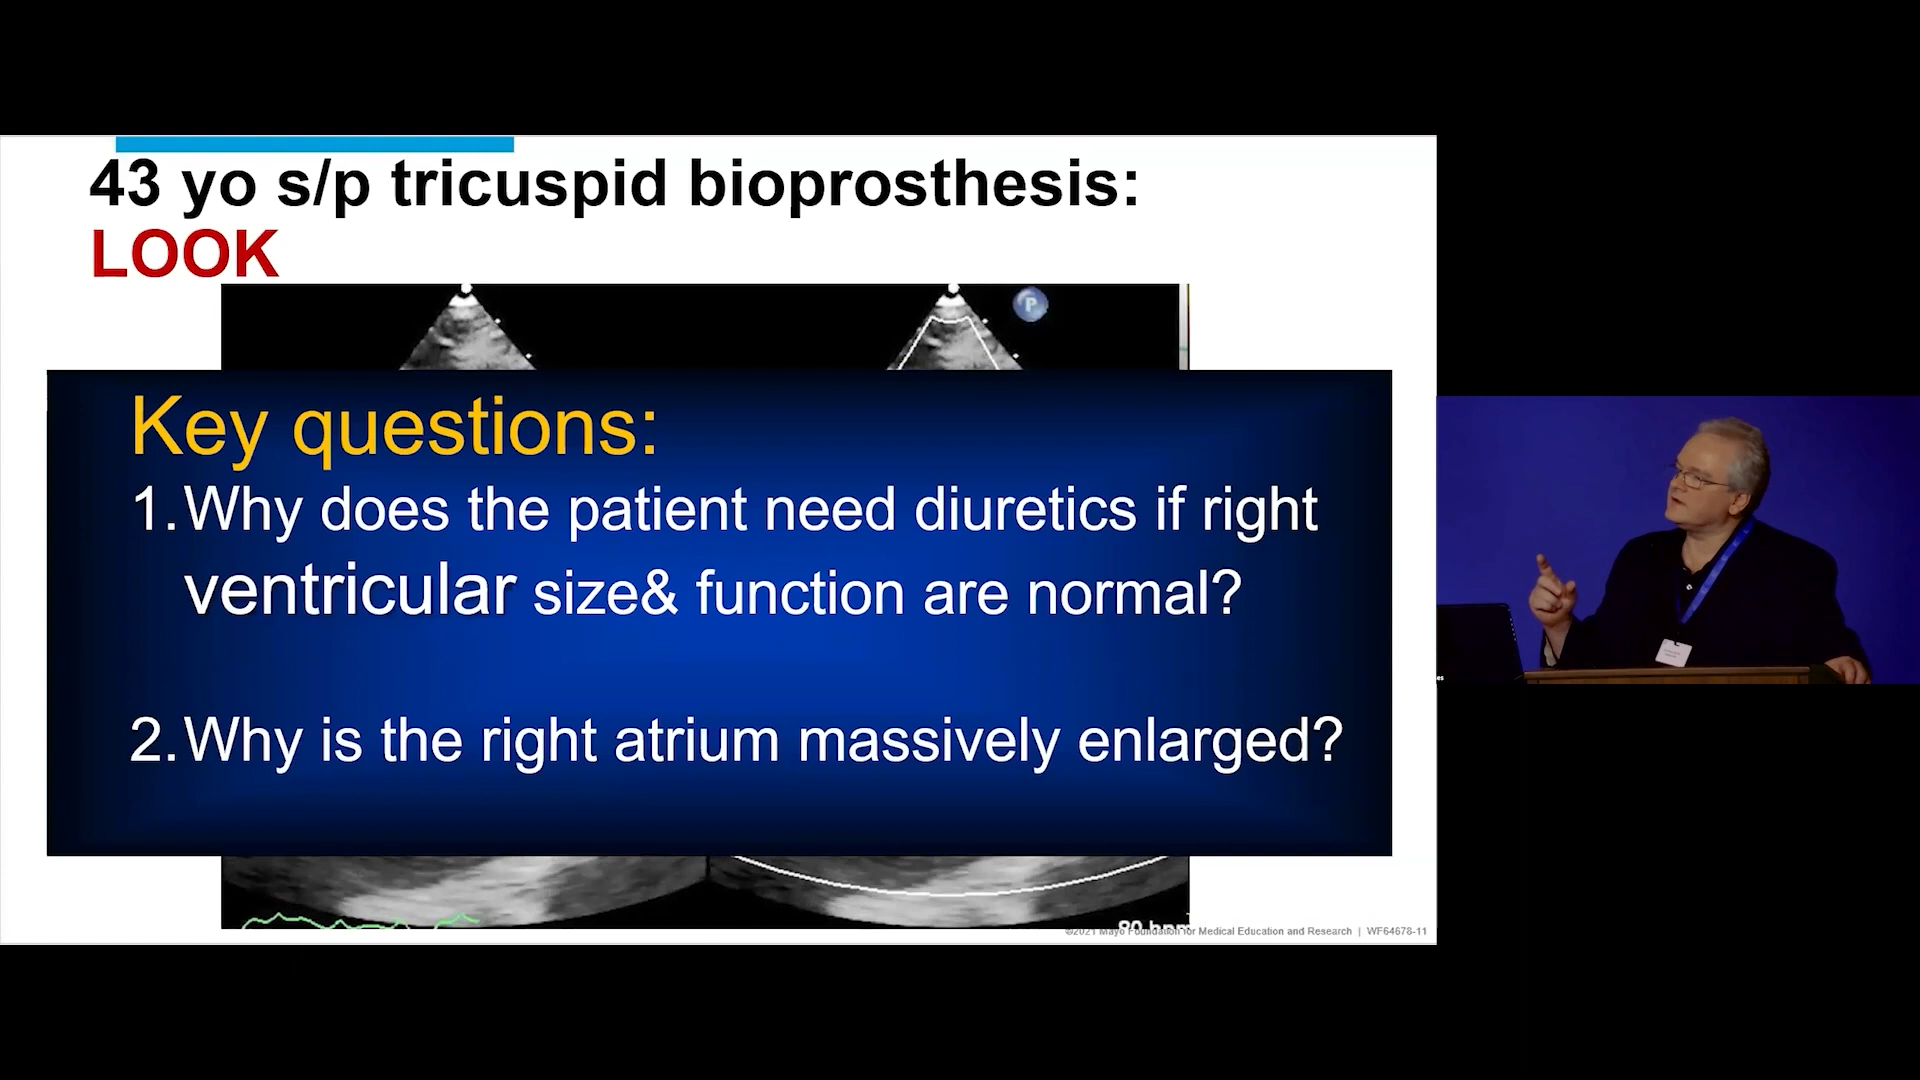 43 yo s/p tricuspid bioprosthesis:
LOOK
P
Key questions:
1. Why does the patient need diuretics if right
ventricular size& function are normal?
2. Why is the right atrium massively enlarged?
©2021 Mayo Foundation for Medical Education and Research | WF64678-11